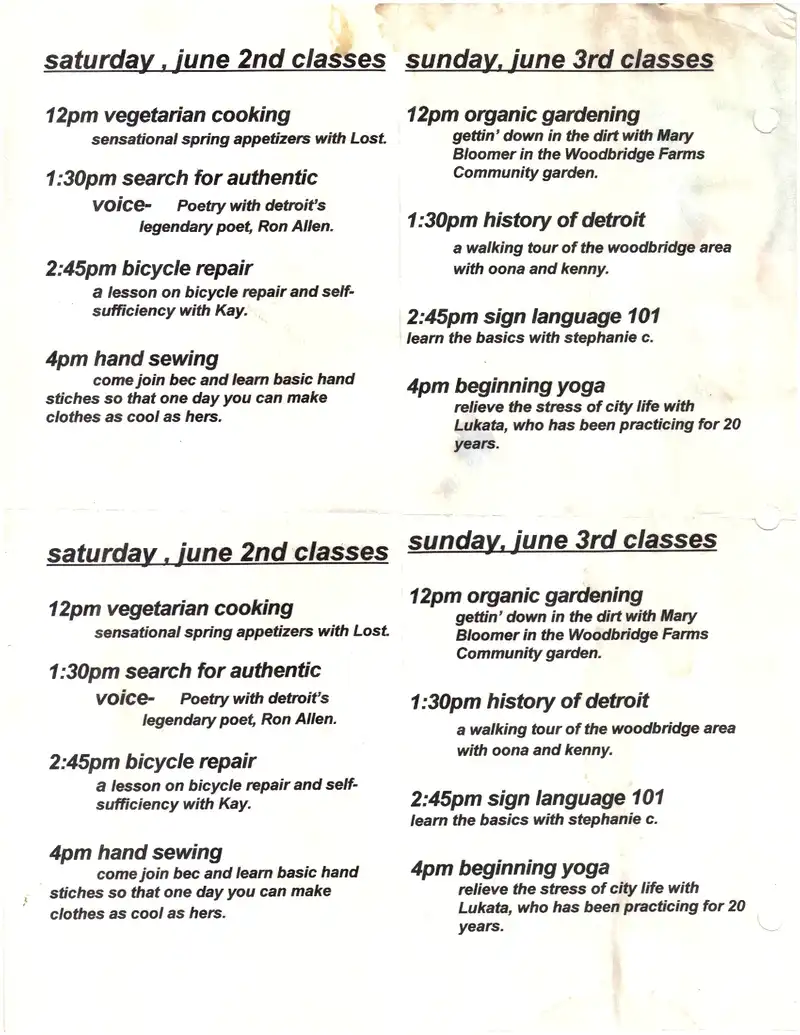 saturday , june 2nd classes
12pm vegetarian cooking
sensational spring appetizers with Lost.
1:30pm search for authentic
voice- Poetry with detroit's
legendary poet, Ron Allen.
2:45pm bicycle repair
a lesson on bicycle repair and self-
sufficiency with Kay.
4pm hand sewing
come join bec and learn basic hand
stiches so that one day you can make
clothes as cool as hers.
sunday, june 3rd classes
12pm organic gardening
gettin' down in the dirt with Mary
Bloomer in the Woodbridge Farms
Community garden.
1:30pm history of detroit
a walking tour of the woodbridge area
with oona and kenny.
2:45pm sign language 101
learn the basics with stephanie c.
4pm beginning yoga
relieve the stress of city life with
Lukata, who has been practicing for 20
years.
saturday , june 2nd classes
12pm vegetarian cooking
sensational spring appetizers with Lost.
1:30pm search for authentic
voice- Poetry with detroit's
legendary poet, Ron Allen.
2:45pm bicycle repair
a lesson on bicycle repair and self-
sufficiency with Kay.
4pm hand sewing
come join bec and learn basic hand
stiches so that one day you can make
clothes as cool as hers.
sunday, june 3rd classes
12pm organic gardening
gettin' down in the dirt with Mary
Bloomer in the Woodbridge Farms
Community garden.
1:30pm history of detroit
a walking tour of the woodbridge area
with oona and kenny.
2:45pm sign language 101
learn the basics with stephanie c.
4pm beginning yoga
relieve the stress of city life with
Lukata, who has been practicing for 20
years.